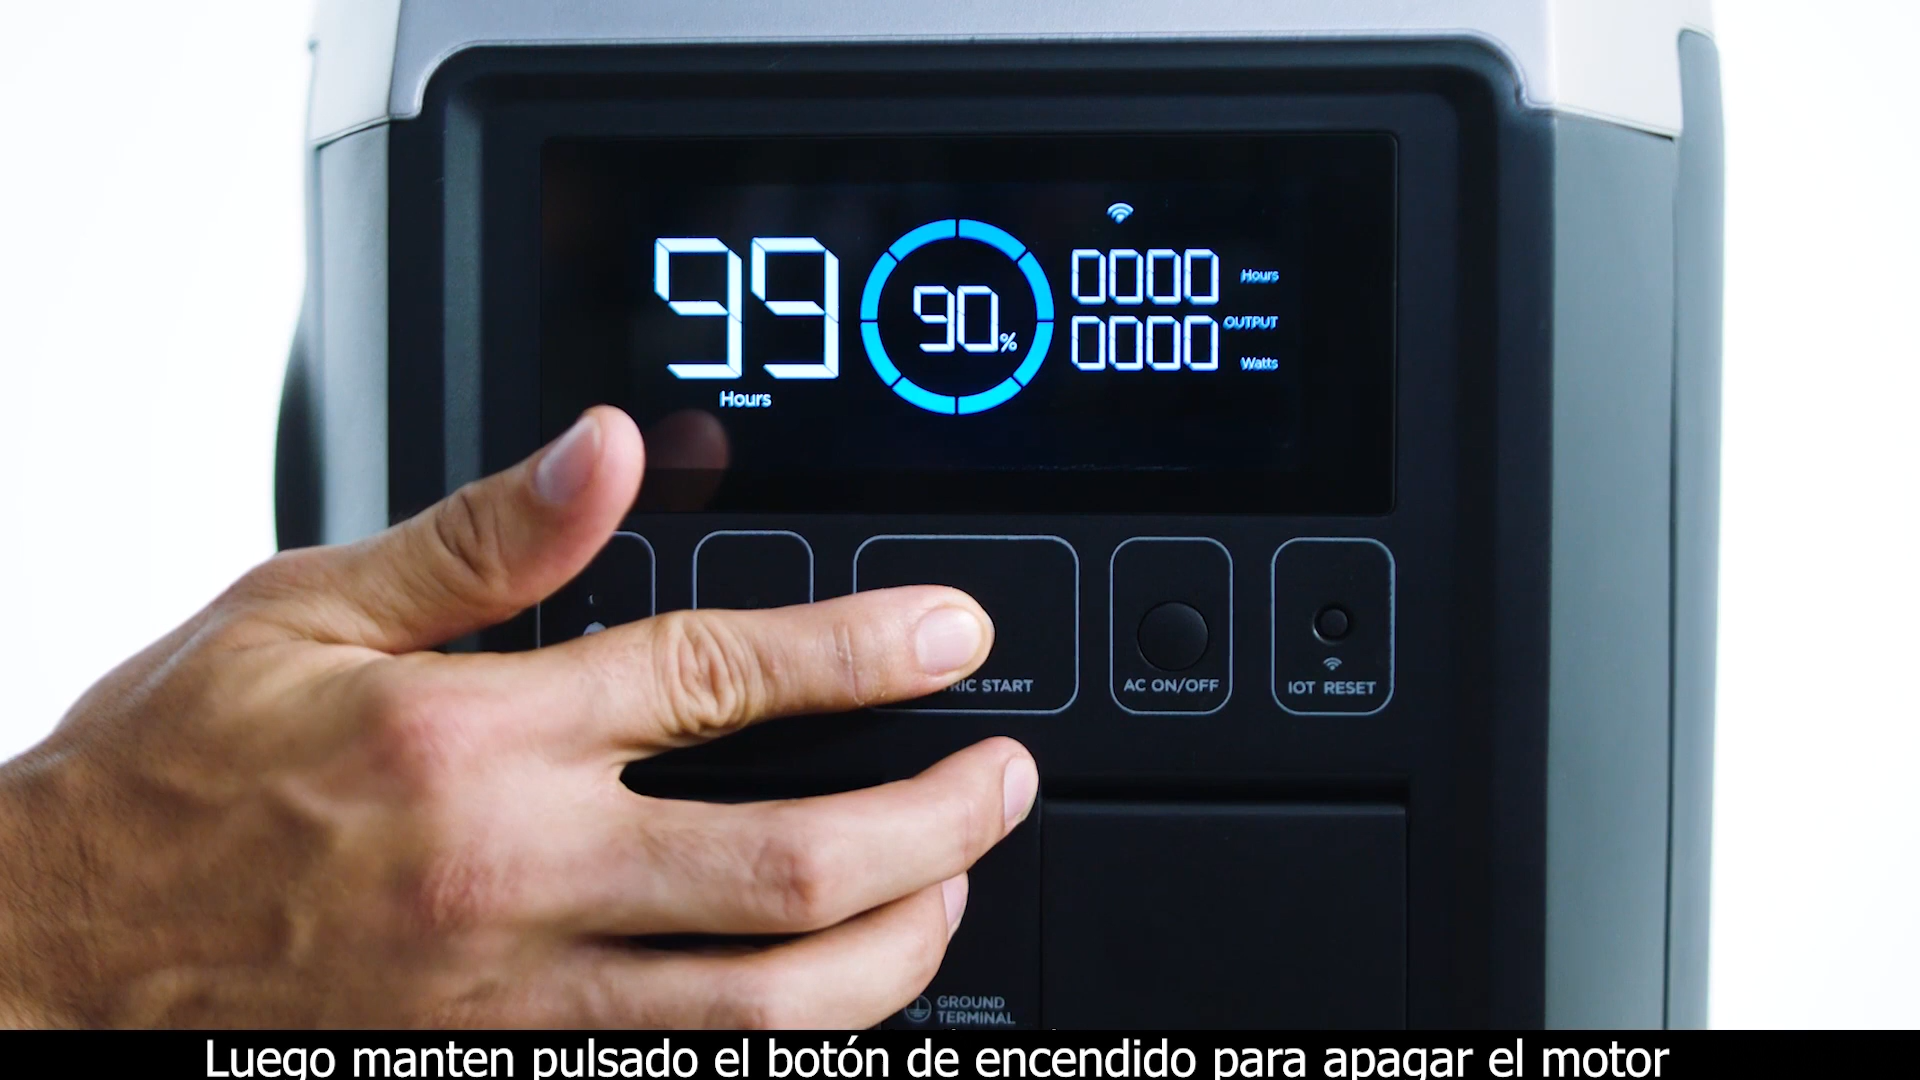 99
Hours
90%
0000 Hours
OUTPUT
0000 Watts
START
AC ON/OFF
IOT RESET
GROUND
TERMINAL
Luego manten pulsado el botón de encendido para apagar el motor